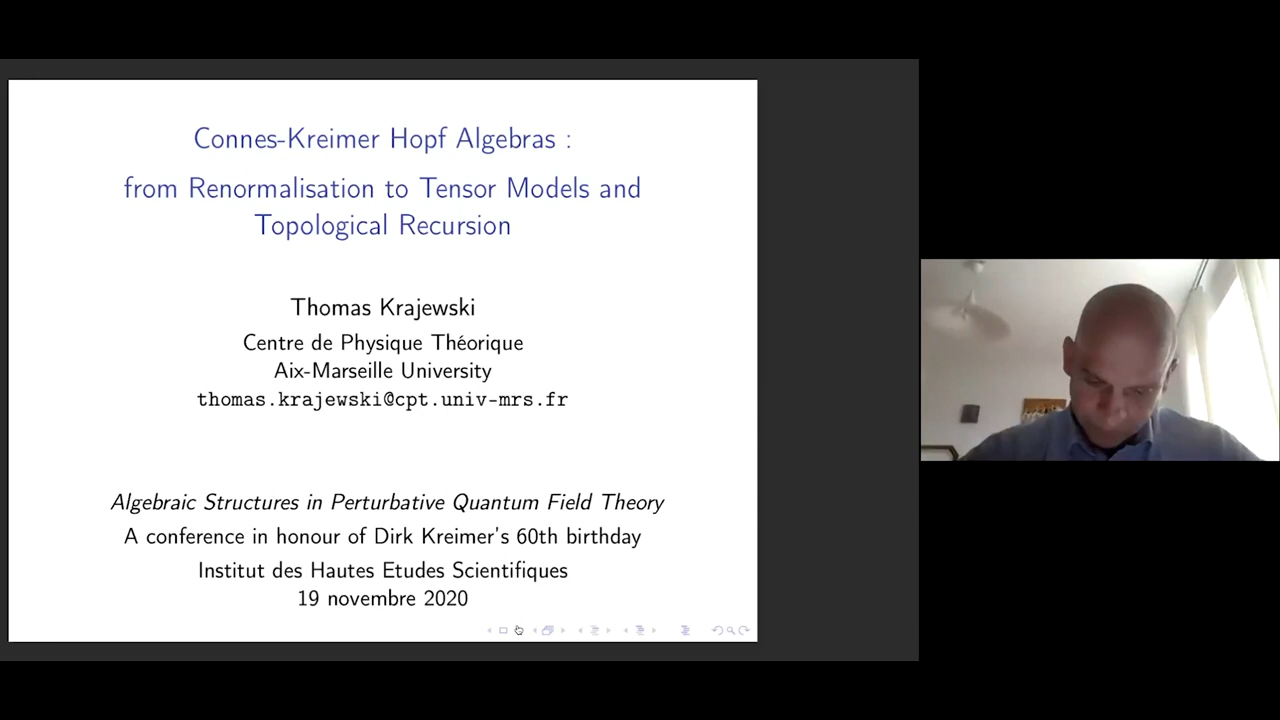 Connes-Kreimer Hopf Algebras :
from Renormalisation to Tensor Models and
Topological Recursion
Thomas Krajewski
Centre de Physique Théorique
Aix-Marseille University
thomas.krajewski@cpt.univ-mrs.fr
Algebraic Structures in Perturbative Quantum Field Theory
A conference in honour of Dirk Kreimer's 60th birthday
Institut des Hautes Etudes Scientifiques
19 novembre 2020